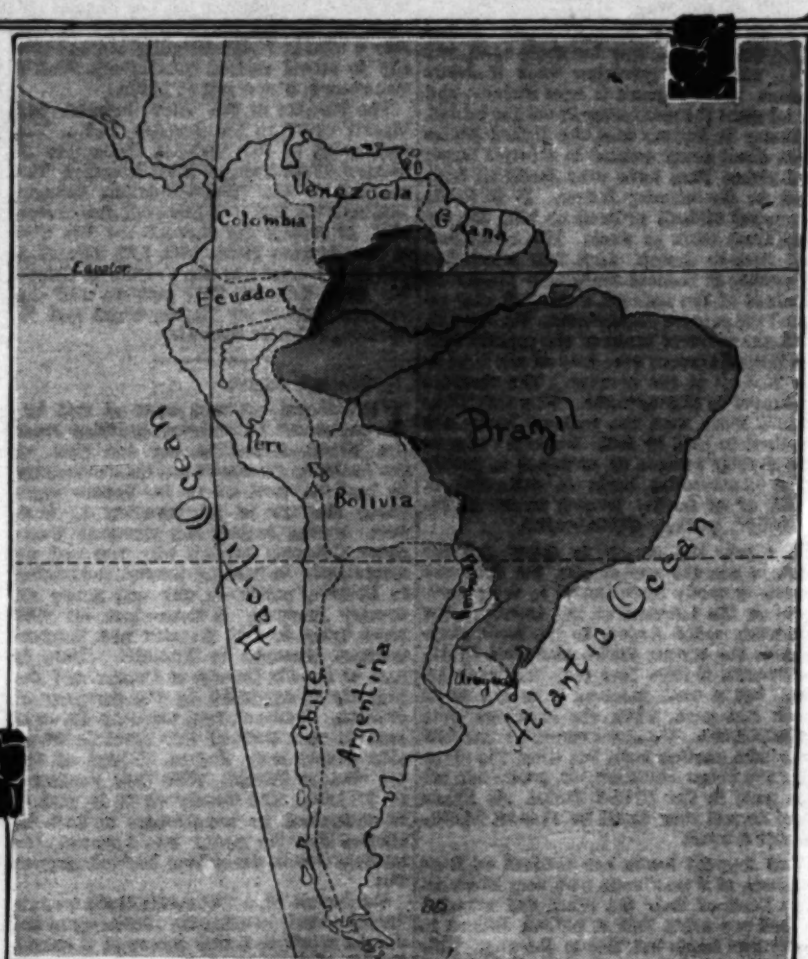 Venezuela
Colombia
Guiana
Equator
Ecuador
Brazil
Peru
Bolivia
Pacific Ocean
Atlantic Ocean
Uruguay
Chile
Argentina